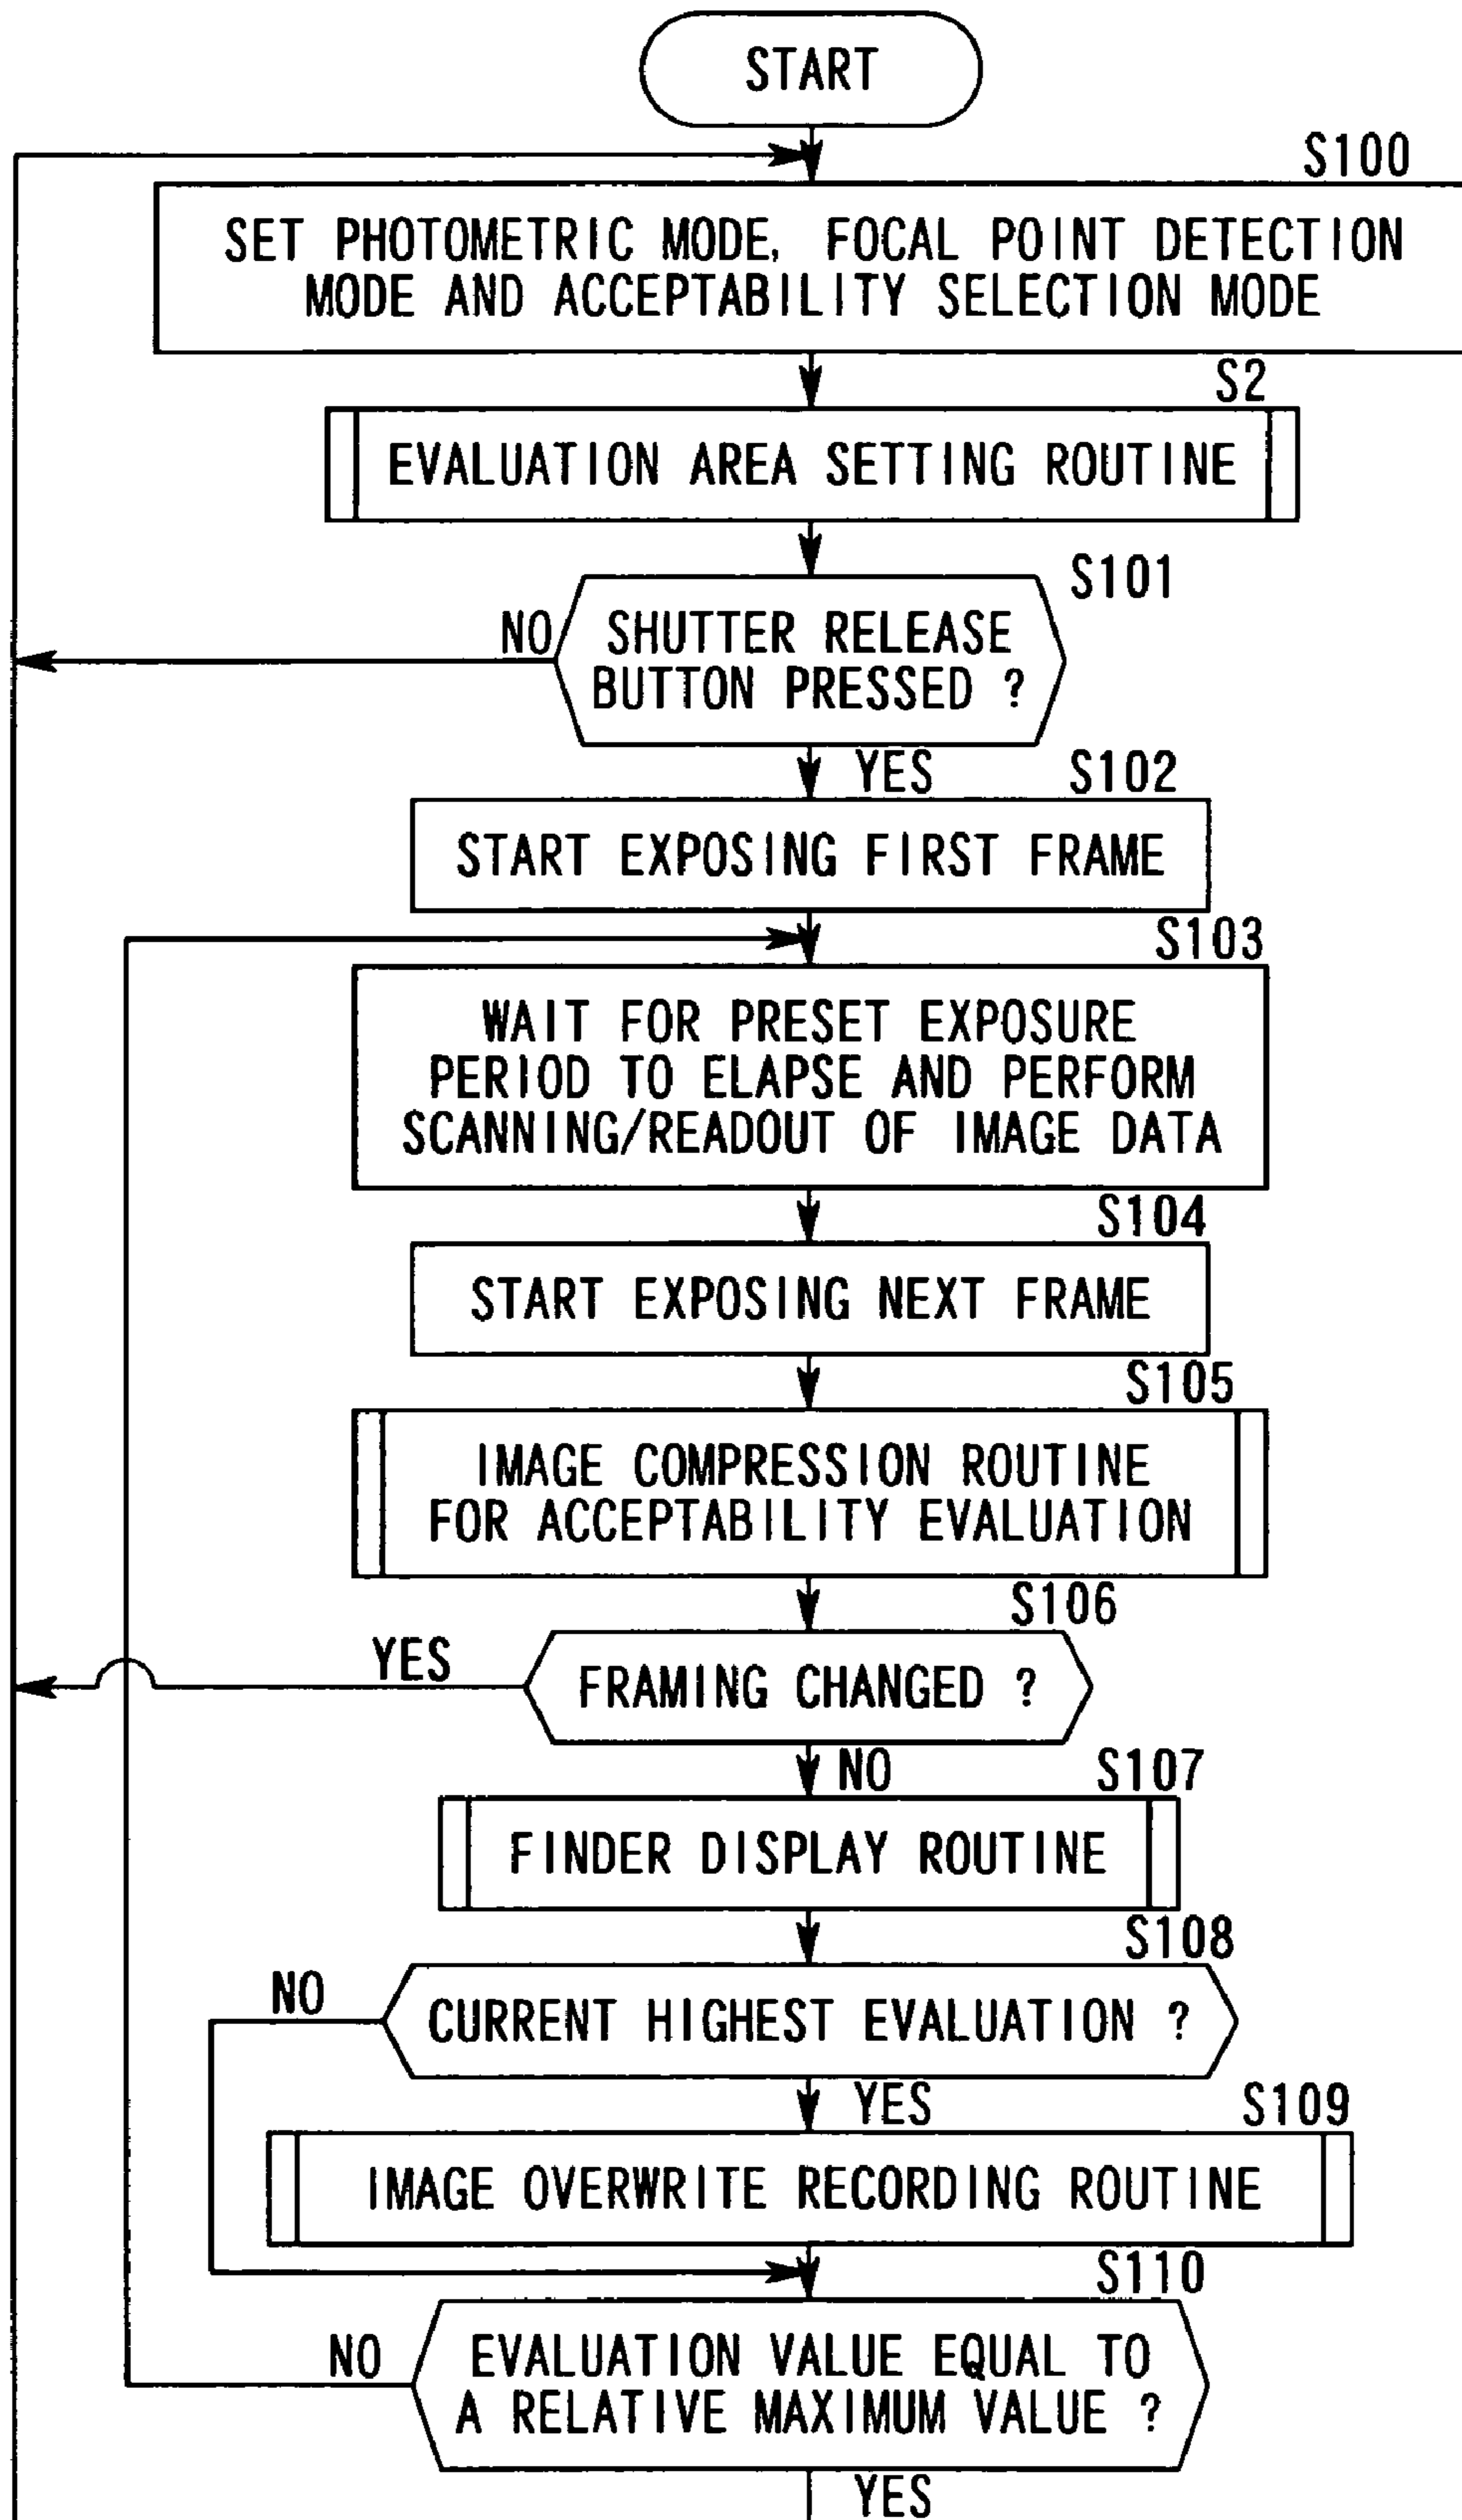 START
S100
SET PHOTOMETRIC MODE, FOCAL POINT DETECTION
MODE AND ACCEPTABILITY SELECTION MODE
S2
EVALUATION AREA SETTING ROUTINE
S101
NO
SHUTTER RELEASE
BUTTON PRESSED ?
YES
S102
START EXPOSING FIRST FRAME
S103
WAIT FOR PRESET EXPOSURE
PERIOD TO ELAPSE AND PERFORM
SCANNING/READOUT OF IMAGE DATA
S104
START EXPOSING NEXT FRAME
S105
IMAGE COMPRESSION ROUTINE
FOR ACCEPTABILITY EVALUATION
S106
YES
FRAMING CHANGED ?
NO
S107
FINDER DISPLAY ROUTINE
S108
NO
CURRENT HIGHEST EVALUATION ?
YES
S109
IMAGE OVERWRITE RECORDING ROUTINE
S110
NO
EVALUATION VALUE EQUAL TO
A RELATIVE MAXIMUM VALUE ?
YES